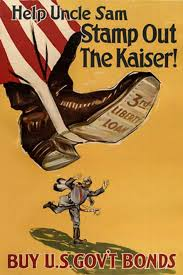 Help Uncle Sam
Stamp Out
The Kaiser!
3rd
LIBERTY
LOAN
BUY U.S. GOV'T BONDS